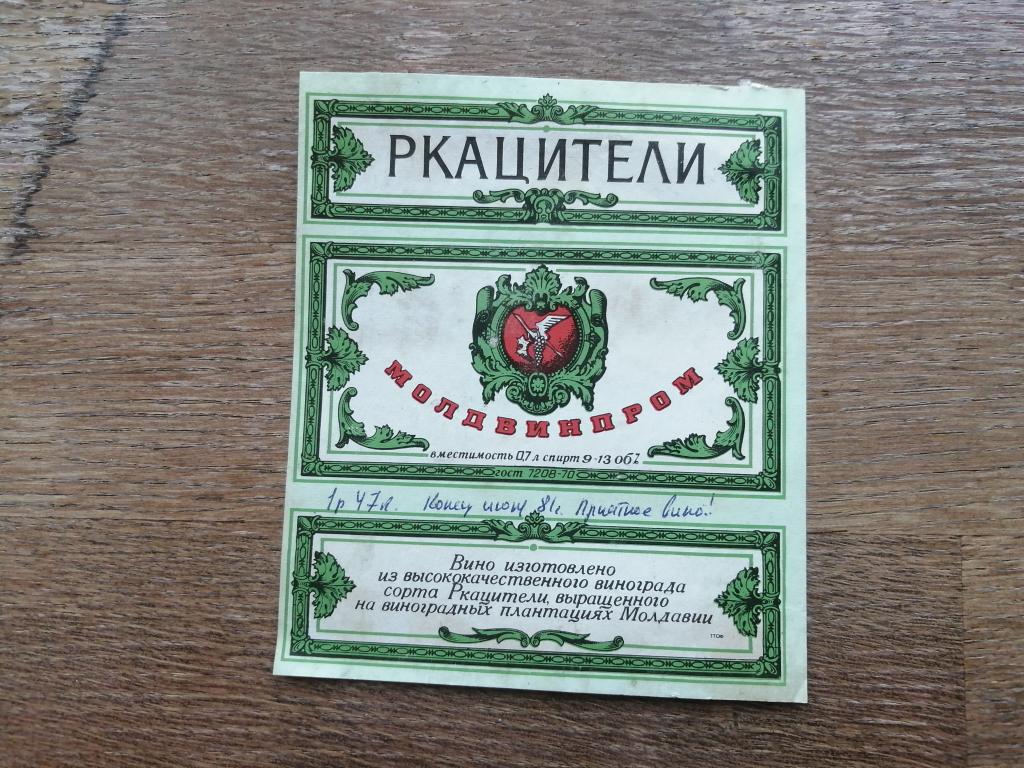 РКАЦИТЕЛИ
МОЛДВИНПРОМ
вместимость 0,7 л спирт 9-13 об%
гост 7208-70
1р 47к. Конец июня 81г. Приятное вино!
Вино изготовлено
из высококачественного винограда
сорта Ркацители, выращенного
на виноградных плантациях Молдавии